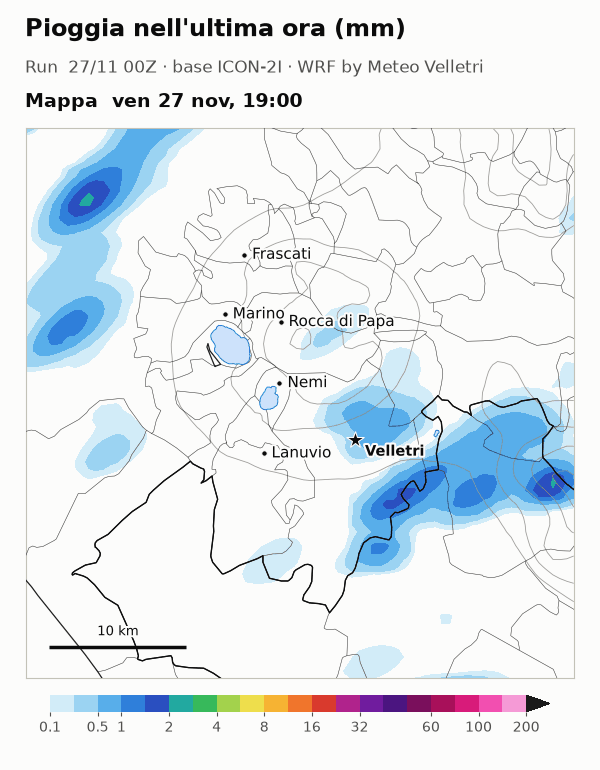 Pioggia nell'ultima ora (mm)
Run  27/11 00Z · base ICON-2I · WRF by Meteo Velletri
Mappa  ven 27 nov, 19:00
Frascati
Marino
Rocca di Papa
Nemi
Velletri
Lanuvio
10 km
0.1 0.5 1 2 4 8 16 32 60 100 200